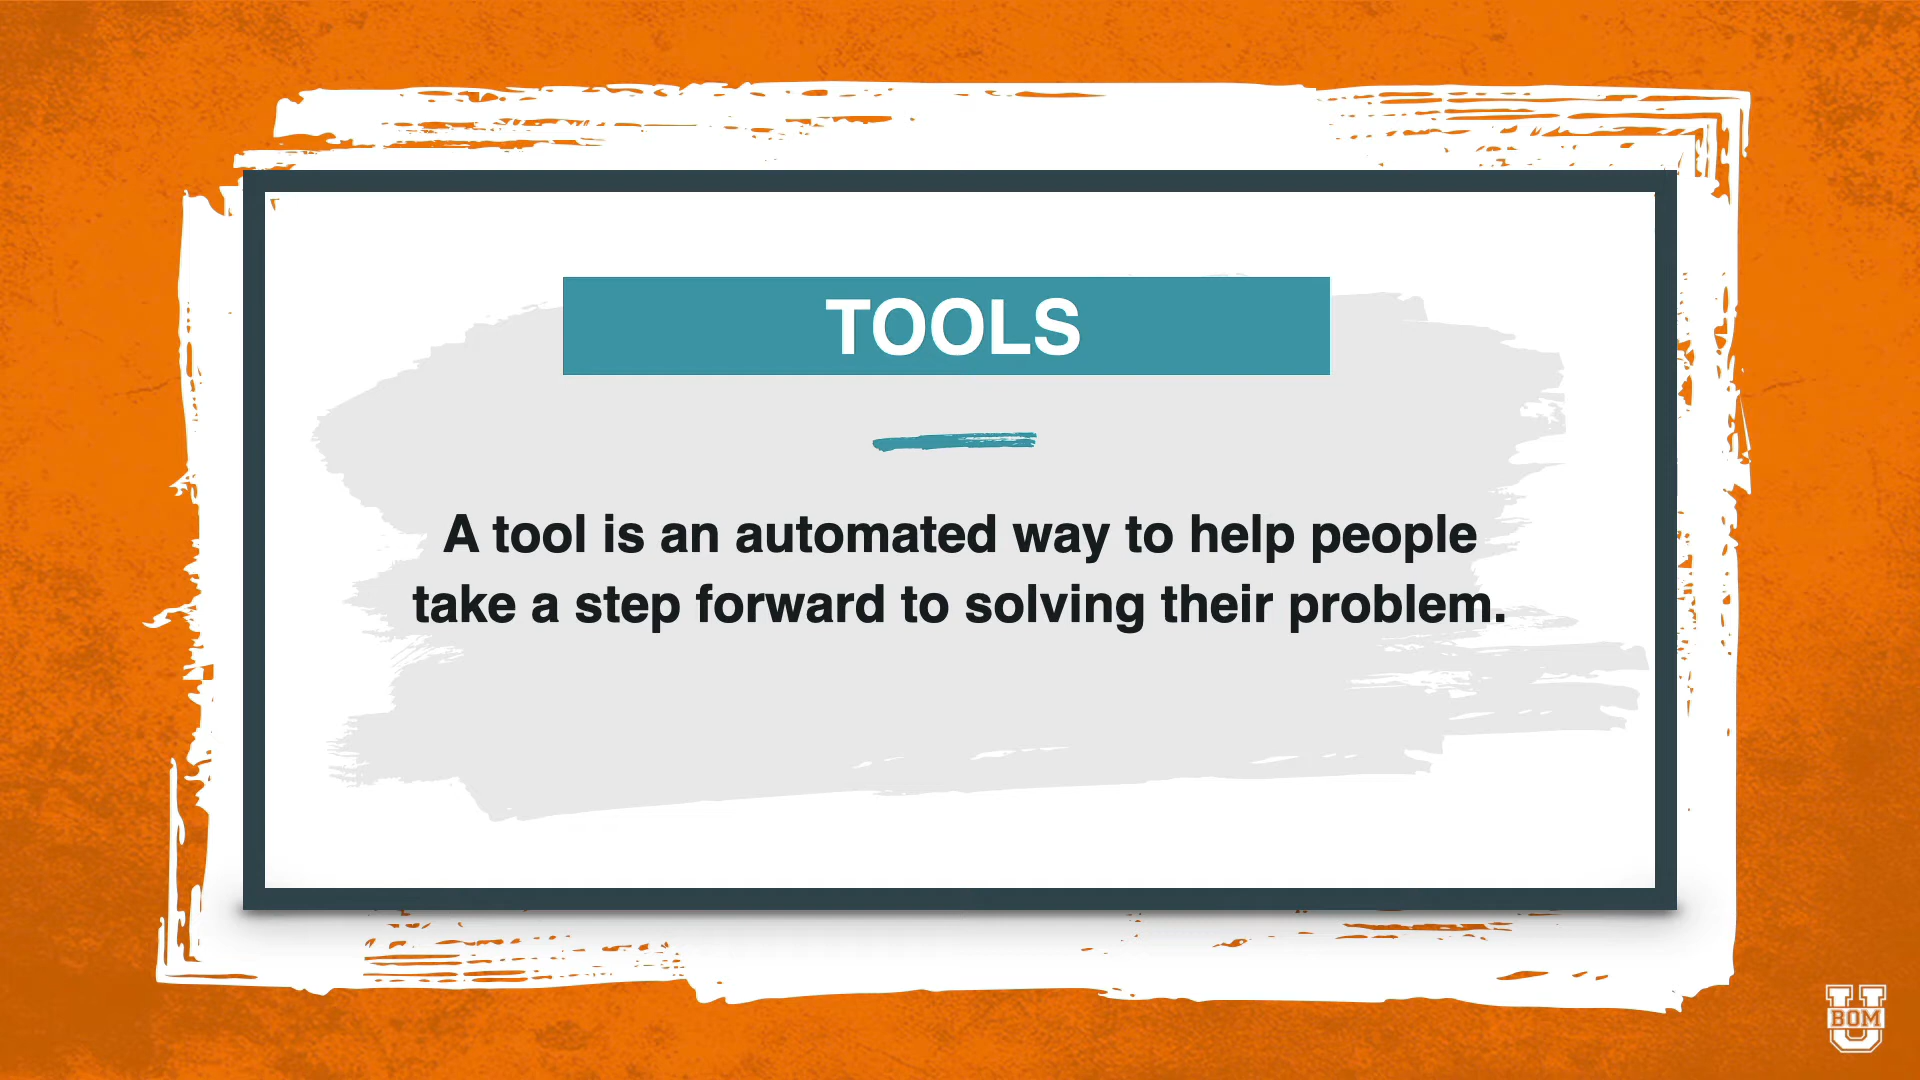 TOOLS
A tool is an automated way to help people
take a step forward to solving their problem.
U
BOM